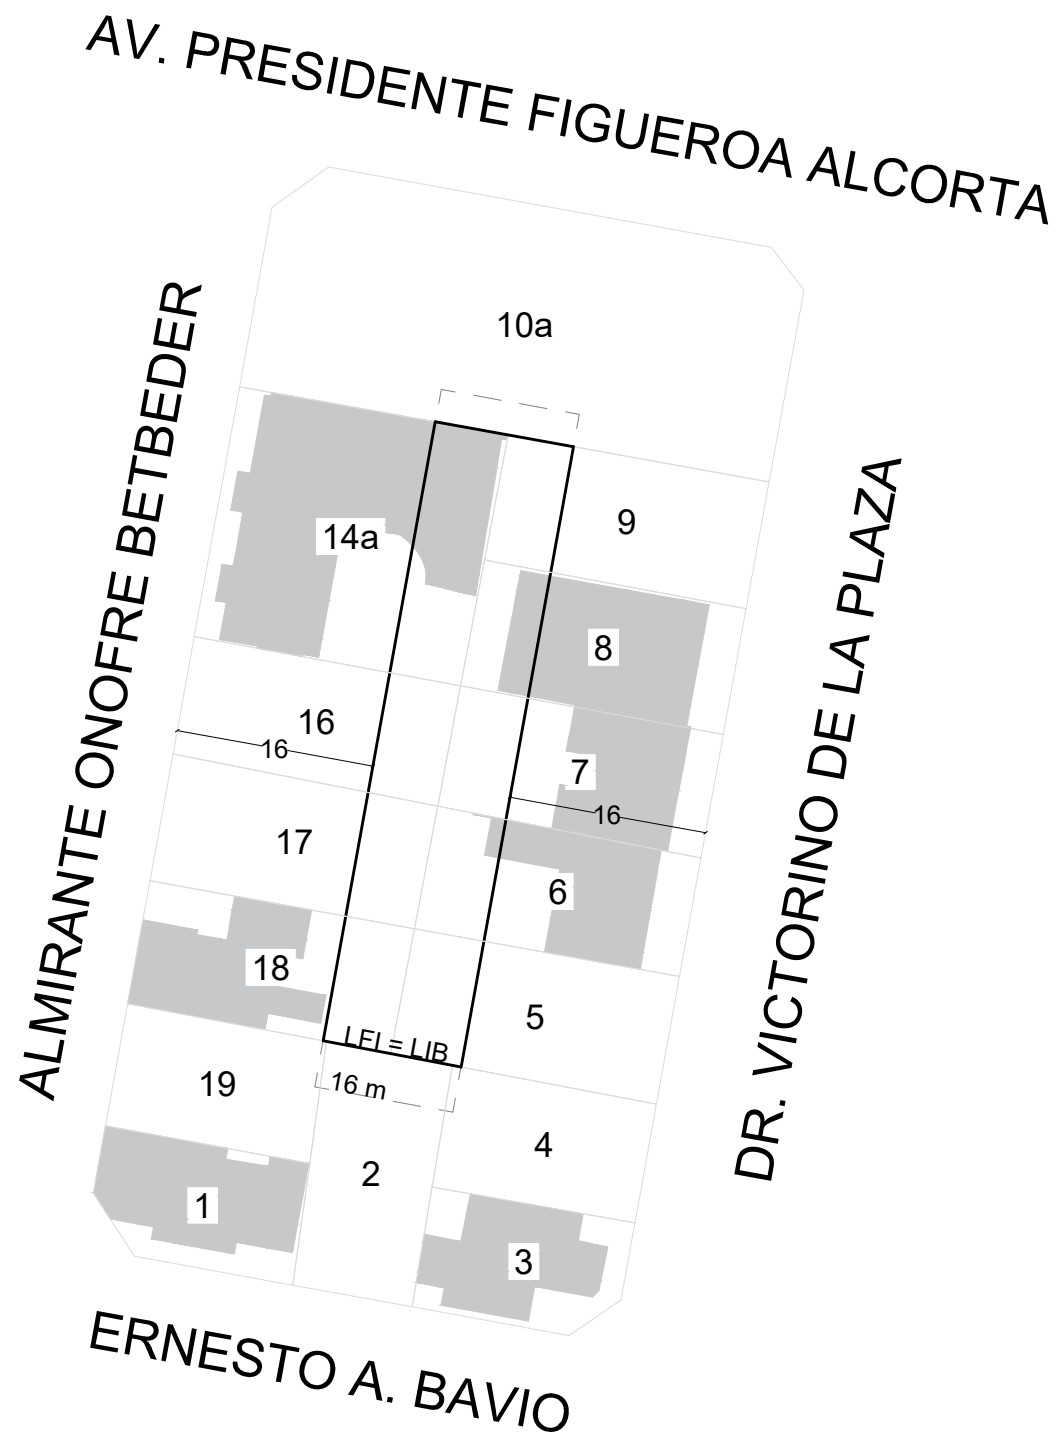 AV. PRESIDENTE FIGUEROA ALCORTA
ALMIRANTE ONOFRE BETBEDER
DR. VICTORINO DE LA PLAZA
10a
9
14a
8
16
16
7
16
17
6
18
5
LFI = LIB
16 m
19
4
2
1
3
ERNESTO A. BAVIO